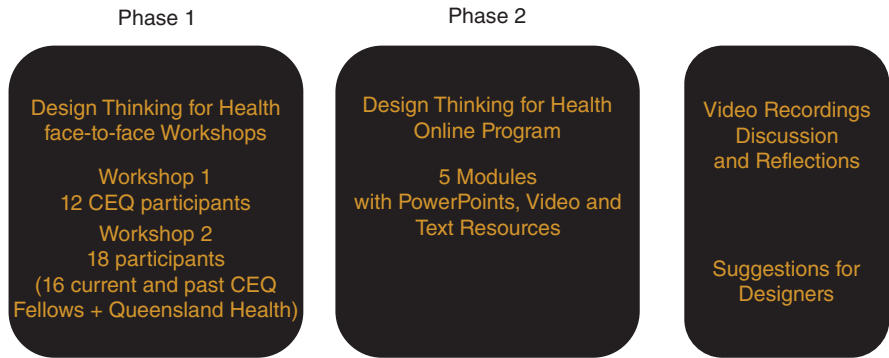 Phase 1
Design Thinking for Health
face-to-face Workshops
Workshop 1
12 CEQ participants
Workshop 2
18 participants
(16 current and past CEQ
Fellows + Queensland Health)
Phase 2
Design Thinking for Health
Online Program
5 Modules
with PowerPoints, Video and
Text Resources
Video Recordings
Discussion
and Reflections
Suggestions for
Designers